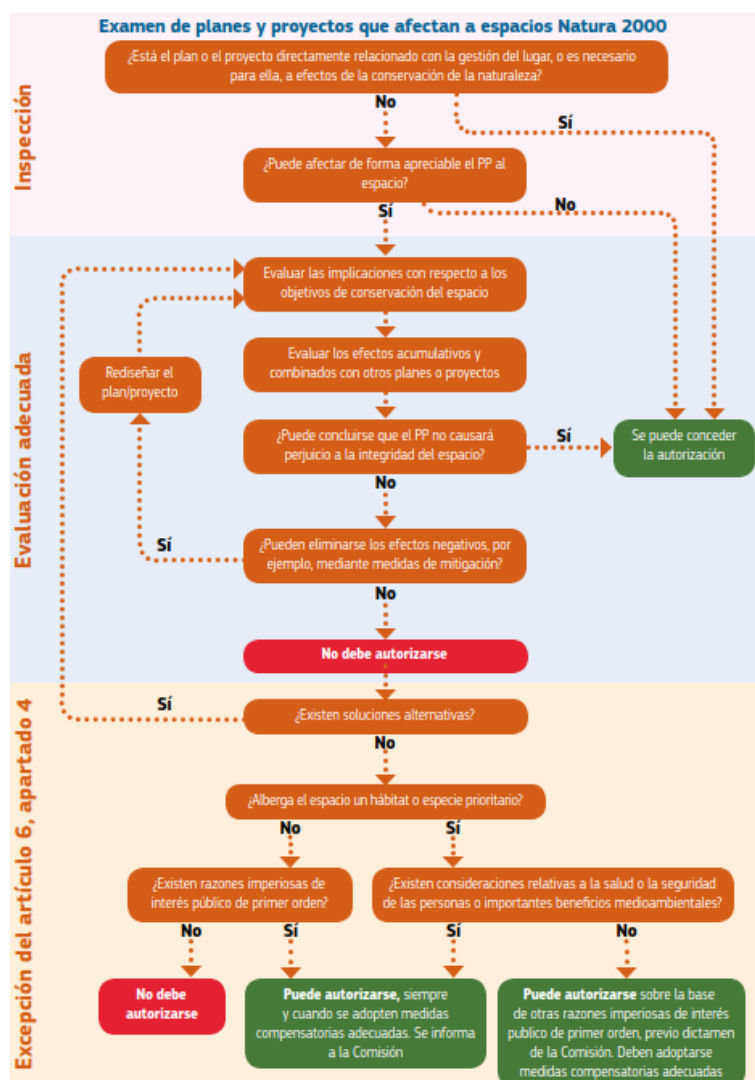 Examen de planes y proyectos que afectan a espacios Natura 2000
Inspección
¿Está el plan o el proyecto directamente relacionado con la gestión del lugar, o es necesario
para ella, a efectos de la conservación de la naturaleza?
No
Sí
¿Puede afectar de forma apreciable el PP al
espacio?
Sí
No
Evaluación adecuada
Evaluar las implicaciones con respecto a los
objetivos de conservación del espacio
Evaluar los efectos acumulativos y
combinados con otros planes o proyectos
Rediseñar el
plan/proyecto
¿Puede concluirse que el PP no causará
perjuicio a la integridad del espacio?
Sí
Se puede conceder
la autorización
No
¿Pueden eliminarse los efectos negativos, por
ejemplo, mediante medidas de mitigación?
Sí
No
No debe autorizarse
Excepción del artículo 6, apartado 4
Sí
¿Existen soluciones alternativas?
No
¿Alberga el espacio un hábitat o especie prioritario?
No
Sí
¿Existen razones imperiosas de
interés público de primer orden?
¿Existen consideraciones relativas a la salud o la seguridad
de las personas o importantes beneficios medioambientales?
No
Sí
Sí
No
No debe
autorizarse
Puede autorizarse, siempre
y cuando se adopten medidas
compensatorias adecuadas. Se informa
a la Comisión
Puede autorizarse sobre la base
de otras razones imperiosas de interés
publico de primer orden, previo dictamen
de la Comisión. Deben adoptarse
medidas compensatorias adecuadas